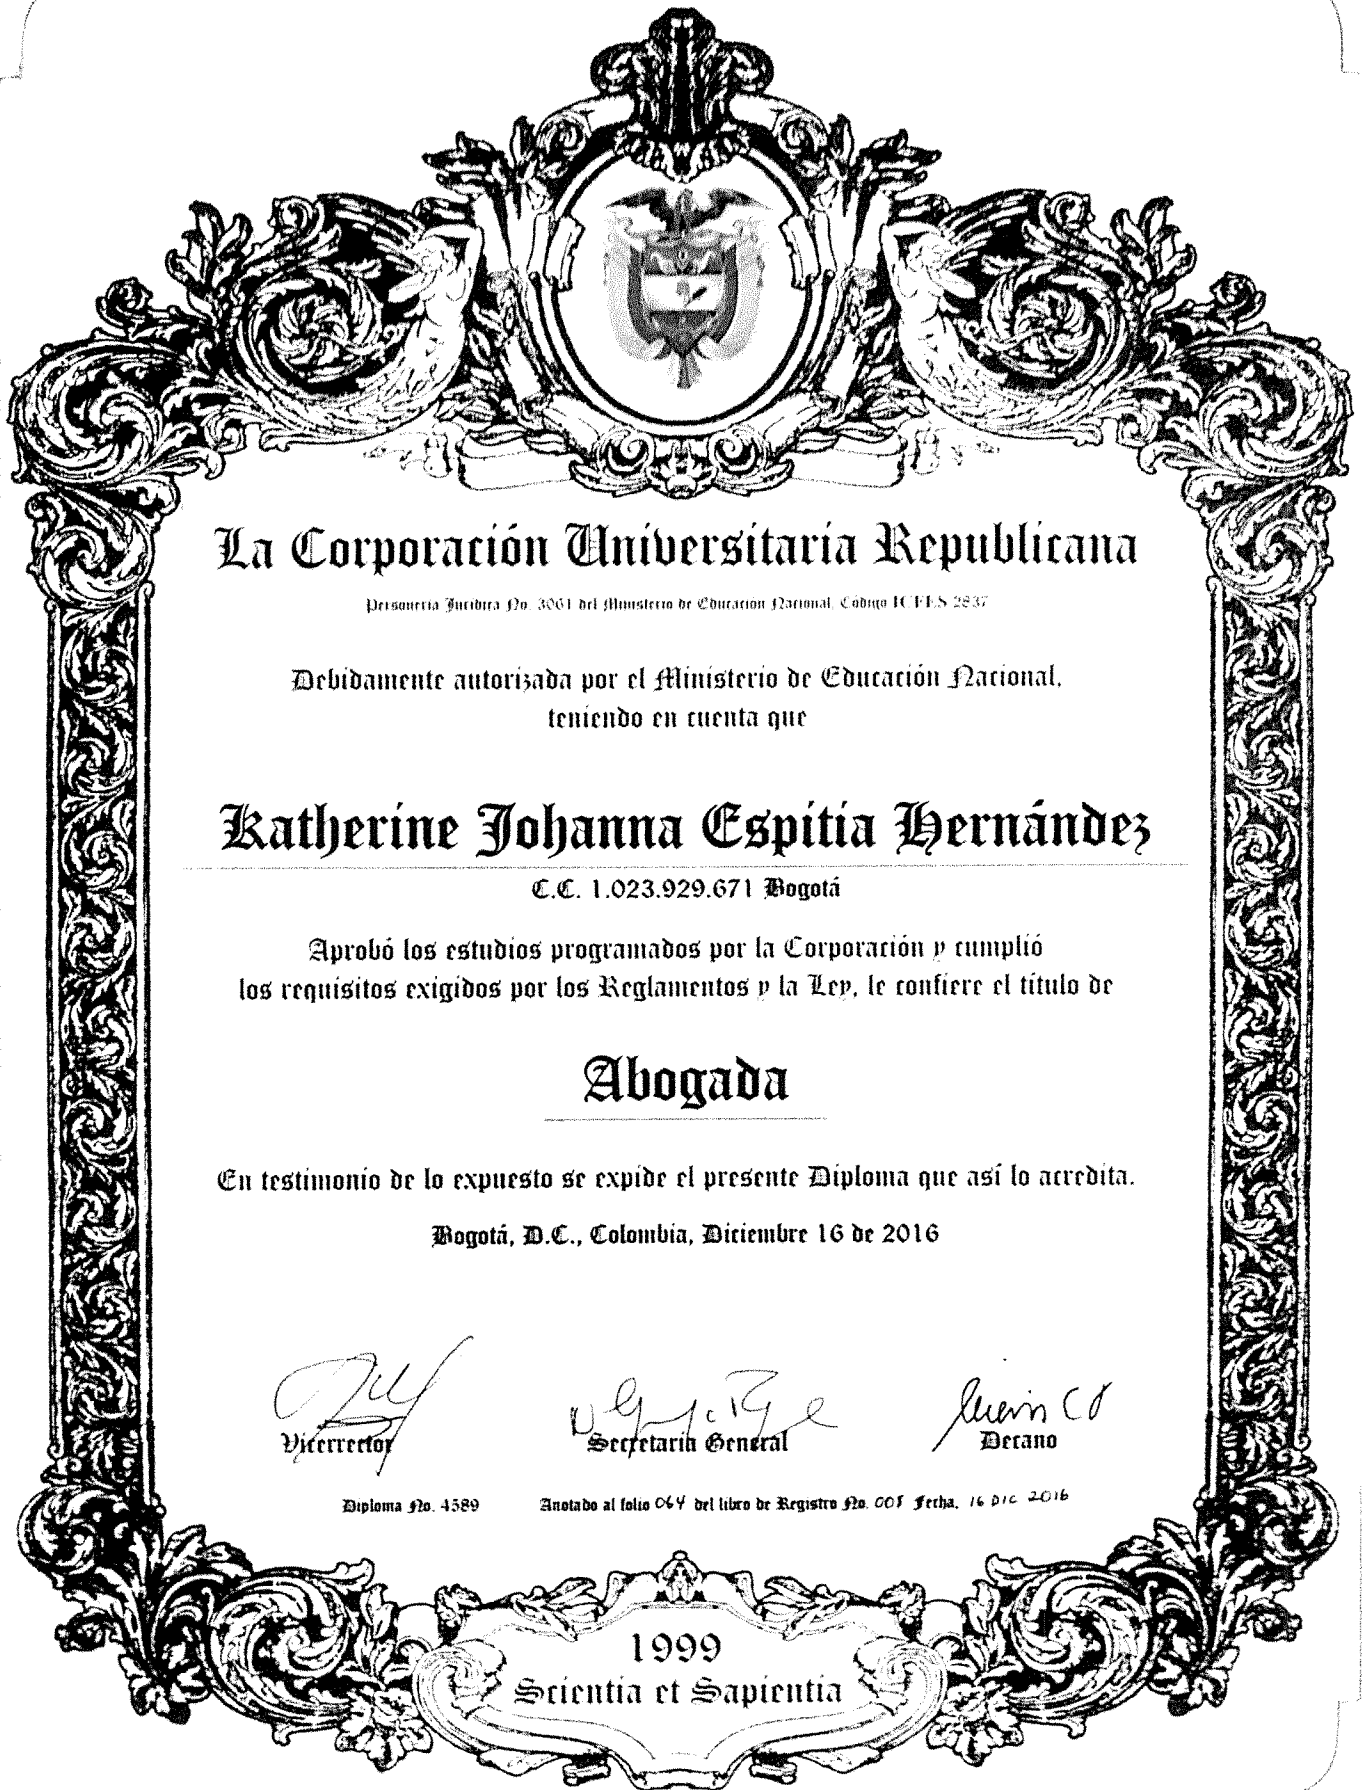 La Corporación Universitaria Republicana
Personería Jurídica No. 3061 del Ministerio de Educación Nacional, Código ICFES 2837
Debidamente autorizada por el Ministerio de Educación Nacional,
teniendo en cuenta que
Katherine Johanna Espitia Hernández
C.C. 1.023.929.671 Bogotá
Aprobó los estudios programados por la Corporación y cumplió
los requisitos exigidos por los Reglamentos y la Ley, le confiere el título de
Abogada
En testimonio de lo expuesto se expide el presente Diploma que así lo acredita.
Bogotá, D.C., Colombia, Diciembre 16 de 2016
Vicerrector Secretaria General Decano
Diploma No. 4589 Anotado al folio 064 del libro de Registro No. Fecha, 16 DIC 2016
1999
Scientia et Sapientia